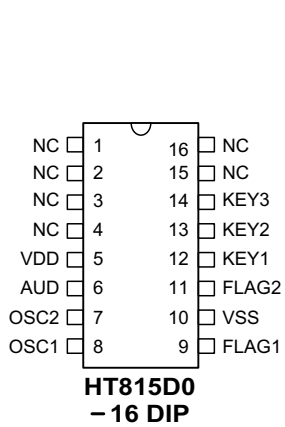 NC 1 16 NC
NC 2 15 NC
NC 3 14 KEY3
NC 4 13 KEY2
VDD 5 12 KEY1
AUD 6 11 FLAG2
OSC2 7 10 VSS
OSC1 8 9 FLAG1
HT815D0
– 16 DIP